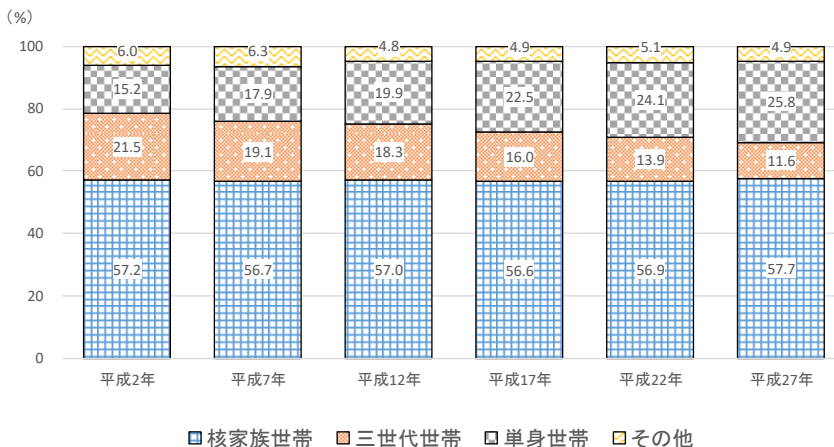 （%）
100
80
60
40
20
0
6.0 6.3 4.8 4.9 5.1 4.9
15.2 17.9 19.9 22.5 24.1 25.8
21.5 19.1 18.3 16.0 13.9 11.6
57.2 56.7 57.0 56.6 56.9 57.7
平成2年 平成7年 平成12年 平成17年 平成22年 平成27年
核家族世帯 三世代世帯 単身世帯 その他